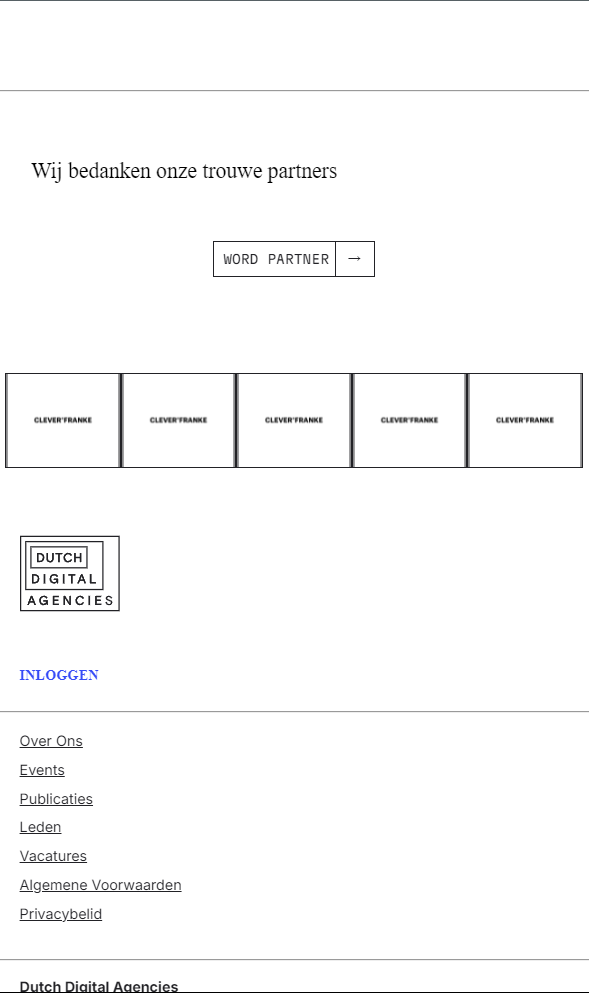 Wij bedanken onze trouwe partners
WORD PARTNER →
CLEVER°FRANKE CLEVER°FRANKE CLEVER°FRANKE CLEVER°FRANKE CLEVER°FRANKE
DUTCH
DIGITAL
AGENCIES
INLOGGEN
Over Ons
Events
Publicaties
Leden
Vacatures
Algemene Voorwaarden
Privacybelid
Dutch Digital Agencies